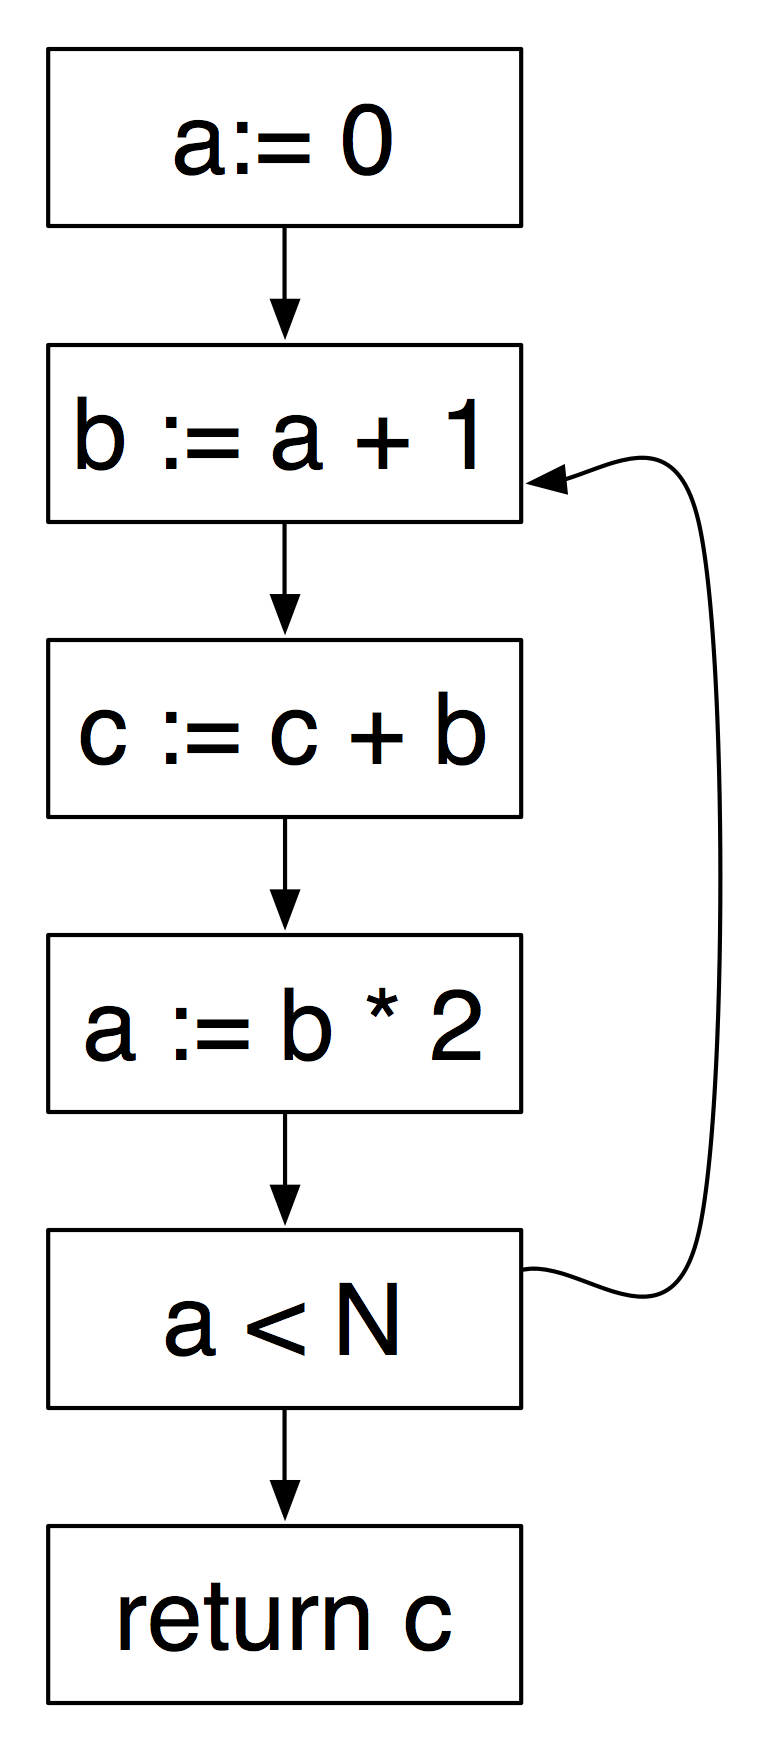 a:= 0
b := a + 1
c := c + b
a := b * 2
a < N
return c